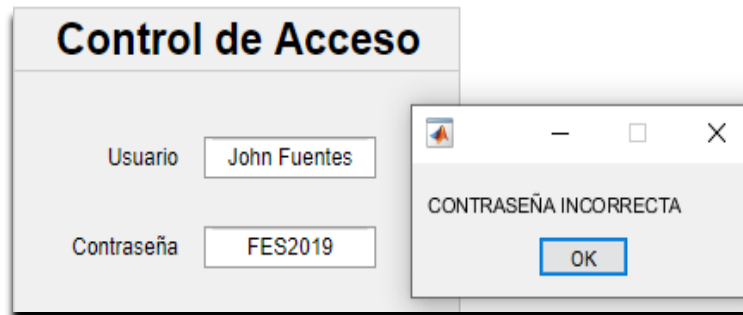 Control de Acceso
Usuario John Fuentes
CONTRASEÑA INCORRECTA
Contraseña FES2019
OK